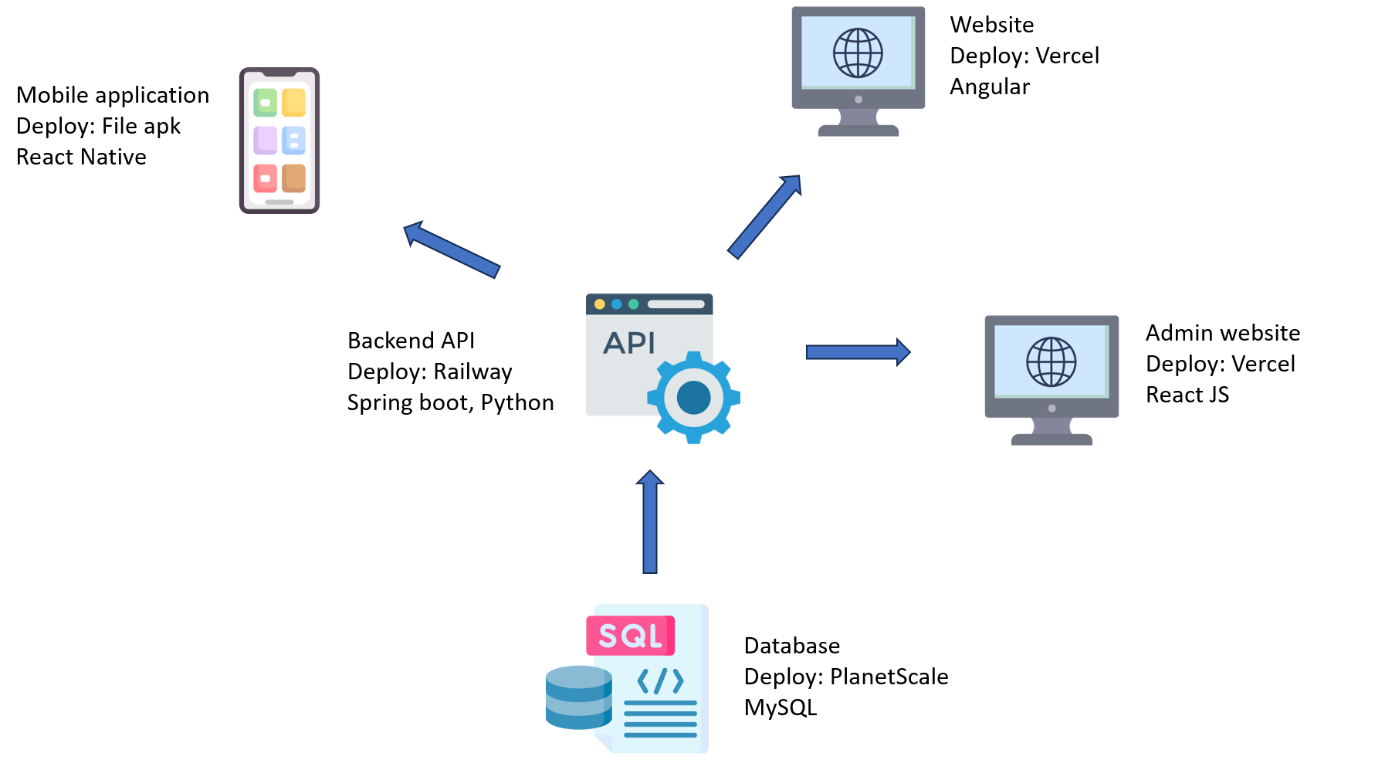 Website
Deploy: Vercel
Angular
Mobile application
Deploy: File apk
React Native
Backend API
Deploy: Railway
Spring boot, Python
API
Admin website
Deploy: Vercel
React JS
SQL
</>
Database
Deploy: PlanetScale
MySQL